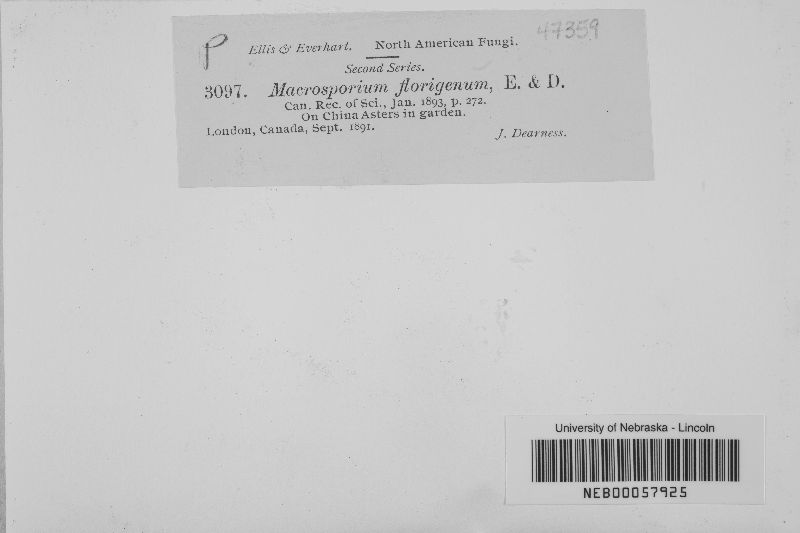 P
47359
Ellis & Everhart. North American Fungi.
Second Series.
3097. Macrosporium florigenum, E. & D.
Can. Rec. of Sci., Jan. 1893, p. 272.
On China Asters in garden.
London, Canada, Sept. 1891.
J. Dearness.
University of Nebraska - Lincoln
NEB00057925